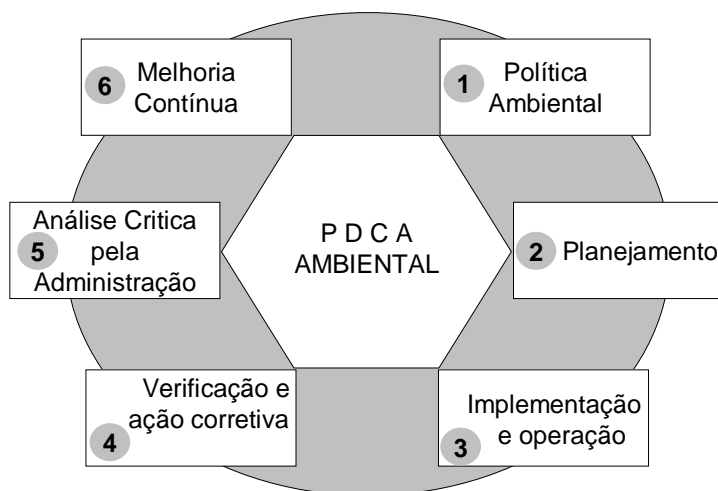 1 Política
Ambiental
2 Planejamento
Implementação
3 e operação
Verificação e
ação corretiva
4
Análise Critica
5 pela
Administração
6 Melhoria
Contínua
P D C A
AMBIENTAL